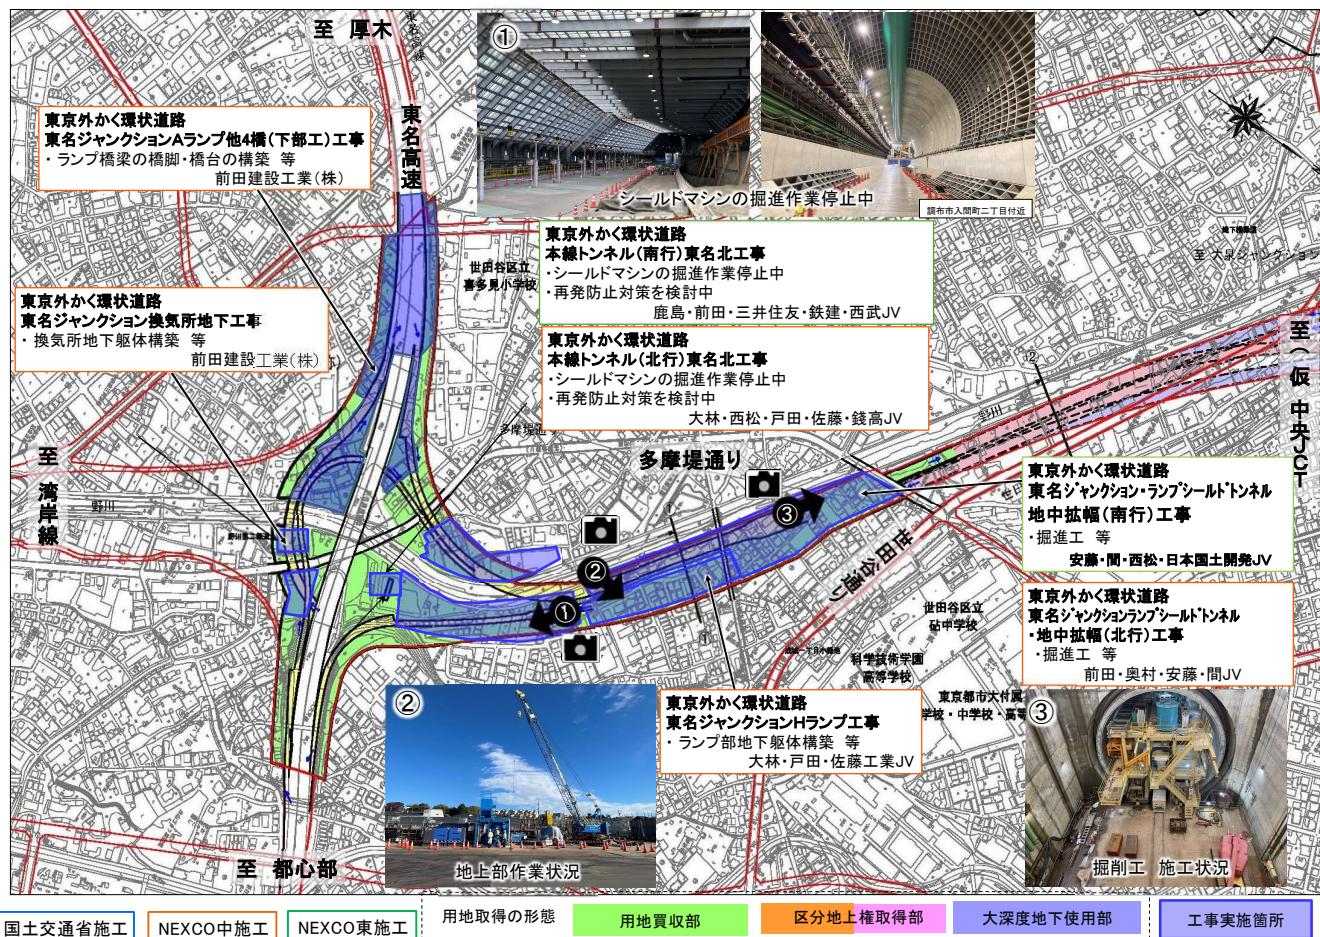 至 厚木
東名高速
①
シールドマシンの掘進作業停止中
調布市入間町二丁目付近
東京外かく環状道路
東名ジャンクションAランプ他4橋(下部工)工事
・ランプ橋梁の橋脚・橋台の構築 等
前田建設工業(株)
東京外かく環状道路
本線トンネル(南行)東名北工事
・シールドマシンの掘進作業停止中
・再発防止対策を検討中
鹿島・前田・三井住友・鉄建・西武JV
世田谷区立
喜多見小学校
至 大泉ジャンクション
東京外かく環状道路
東名ジャンクション換気所地下工事
・換気所地下躯体構築 等
前田建設工業(株)
東京外かく環状道路
本線トンネル(北行)東名北工事
・シールドマシンの掘進作業停止中
・再発防止対策を検討中
大林・西松・戸田・佐藤・錢高JV
至(仮 中央JCT
野川
多摩堤通り
至 湾岸線
野川
東京外かく環状道路
東名ジャンクション・ランプシールドトンネル
地中拡幅(南行)工事
・掘進工 等
安藤・間・西松・日本国土開発JV
③
②
①
世田谷通り
東京外かく環状道路
東名ジャンクションランプシールドトンネル
・地中拡幅(北行)工事
・掘進工 等
前田・奥村・安藤・間JV
世田谷区立
砧中学校
科学技術学園
高等学校
東京都市大付属
学校・中学校・高等
東京外かく環状道路
東名ジャンクションHランプ工事
・ランプ部地下躯体構築 等
大林・戸田・佐藤工業JV
②
地上部作業状況
③
掘削工 施工状況
至 都心部
国土交通省施工
NEXCO中施工
NEXCO東施工
用地取得の形態
用地買収部
区分地上権取得部
大深度地下使用部
工事実施箇所